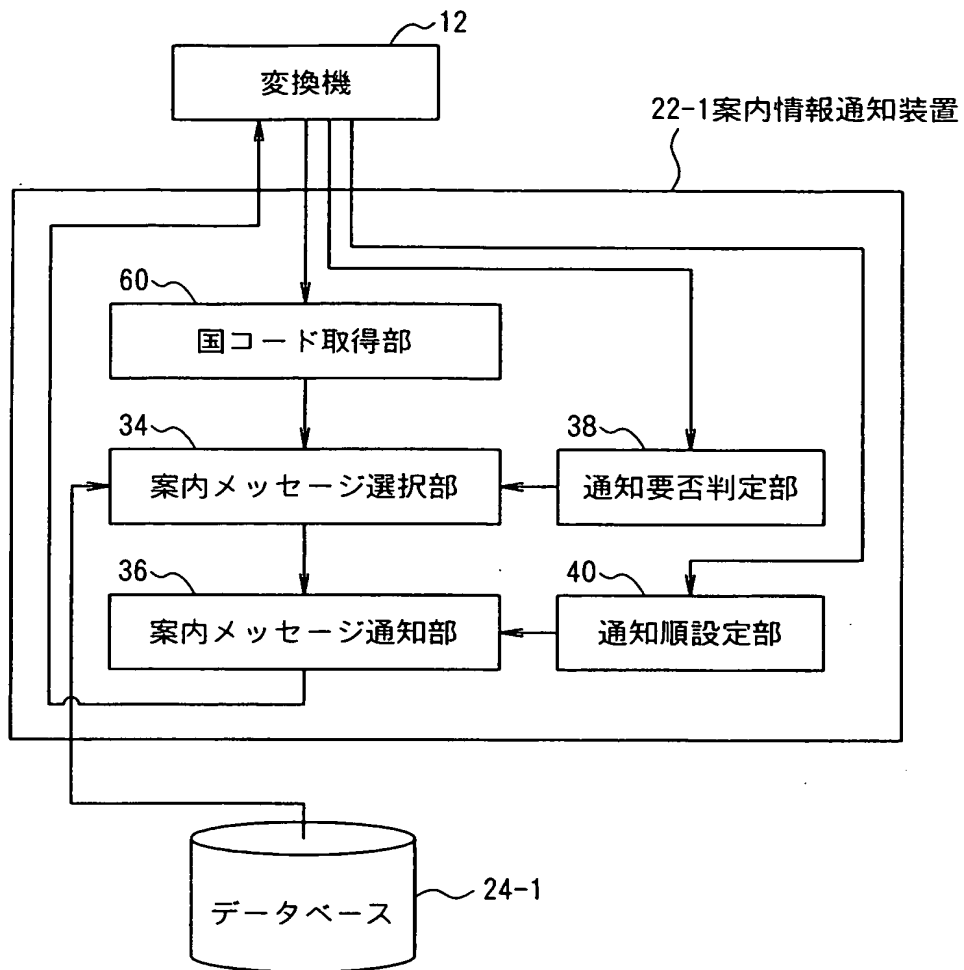 12
変換機
22-1案内情報通知装置
60
国コード取得部
34
案内メッセージ選択部
38
通知要否判定部
36
案内メッセージ通知部
40
通知順設定部
データベース
24-1